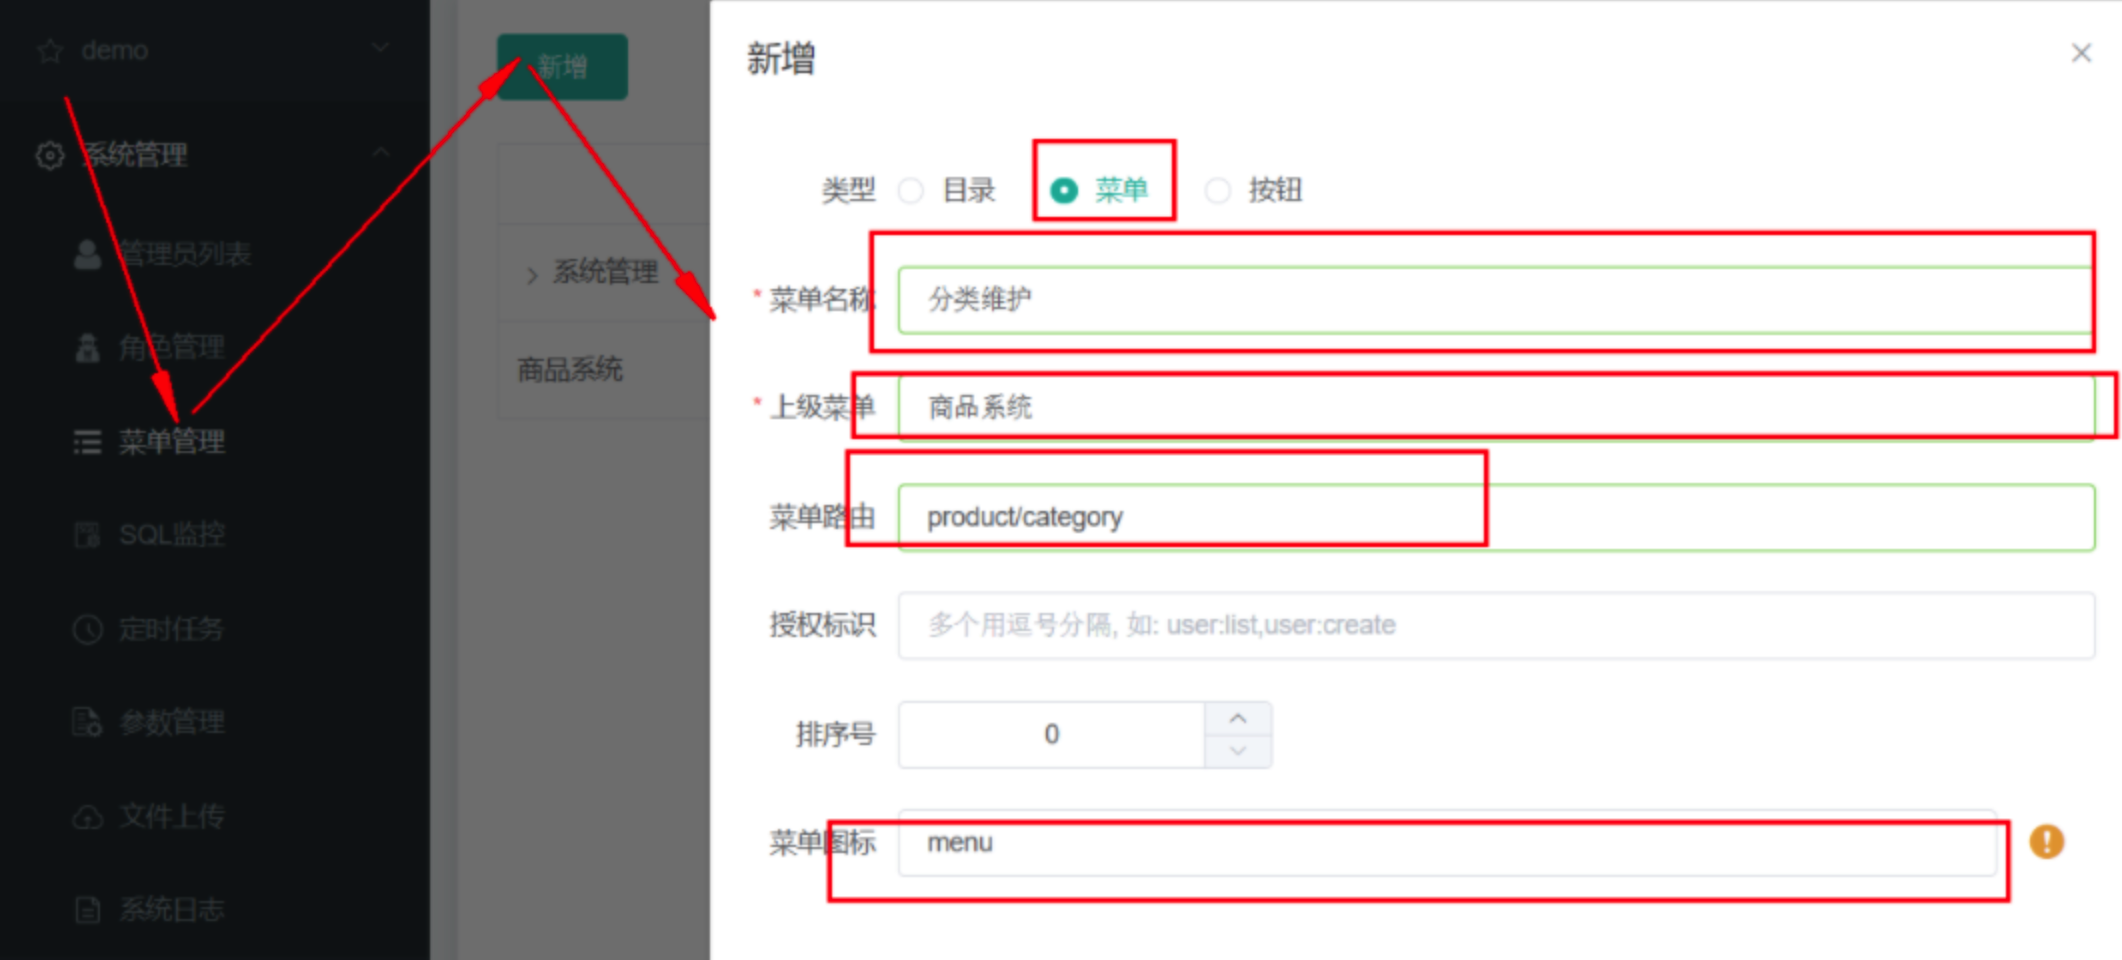 demo
系统管理
管理员列表
角色管理
菜单管理
SQL监控
定时任务
参数管理
文件上传
系统日志
新增
系统管理
商品系统
新增
类型 目录 菜单 按钮
* 菜单名称 分类维护
* 上级菜单 商品系统
菜单路由 product/category
授权标识 多个用逗号分隔, 如: user:list,user:create
排序号 0
菜单图标 menu